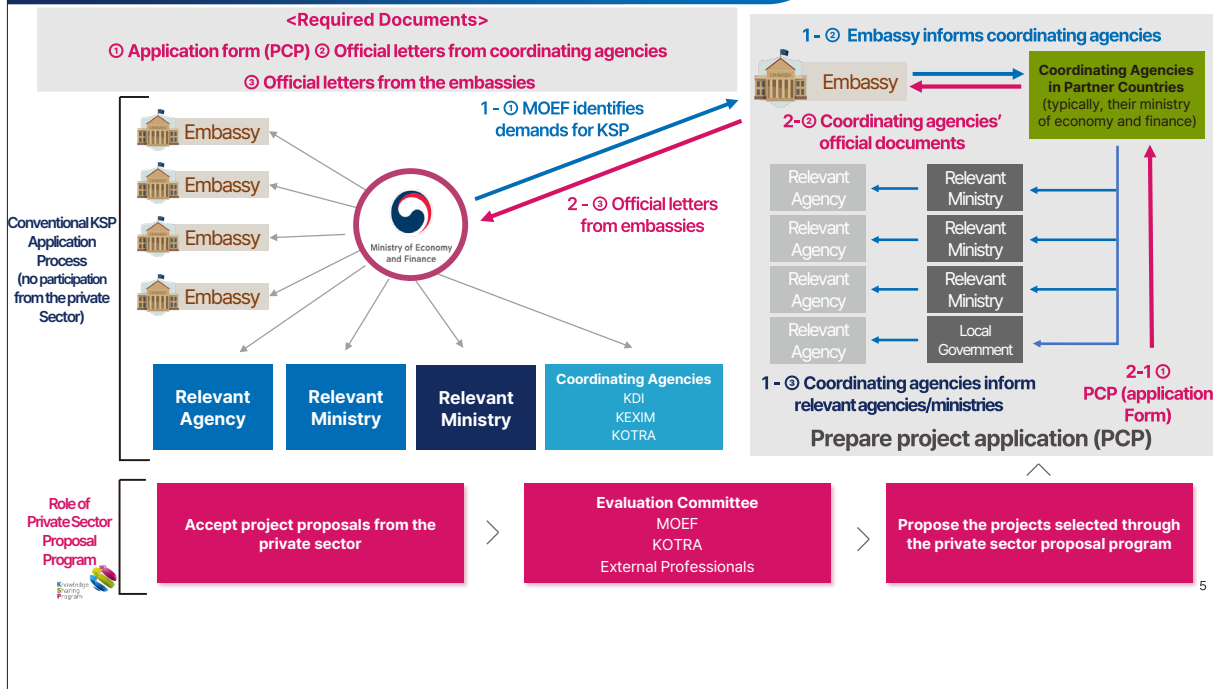 <Required Documents>
① Application form (PCP) ② Official letters from coordinating agencies
③ Official letters from the embassies
Conventional KSP
Application
Process
(no participation
from the private
Sector)
Embassy
Embassy
Embassy
Embassy
Ministry of Economy
and Finance
1 - ① MOEF identifies
demands for KSP
2 - ③ Official letters
from embassies
Relevant
Agency
Relevant
Ministry
Relevant
Ministry
Coordinating Agencies
KDI
KEXIM
KOTRA
1 - ② Embassy informs coordinating agencies
Embassy
Coordinating Agencies
in Partner Countries
(typically, their ministry
of economy and finance)
2-② Coordinating agencies’
official documents
Relevant
Agency
Relevant
Ministry
Relevant
Agency
Relevant
Ministry
Relevant
Agency
Relevant
Ministry
Relevant
Agency
Local
Government
1 - ③ Coordinating agencies inform
relevant agencies/ministries
2-1 ①
PCP (application
Form)
Prepare project application (PCP)
Role of
Private Sector
Proposal
Program
Knowledge
Sharing
Program
Accept project proposals from the
private sector
Evaluation Committee
MOEF
KOTRA
External Professionals
Propose the projects selected through
the private sector proposal program
5